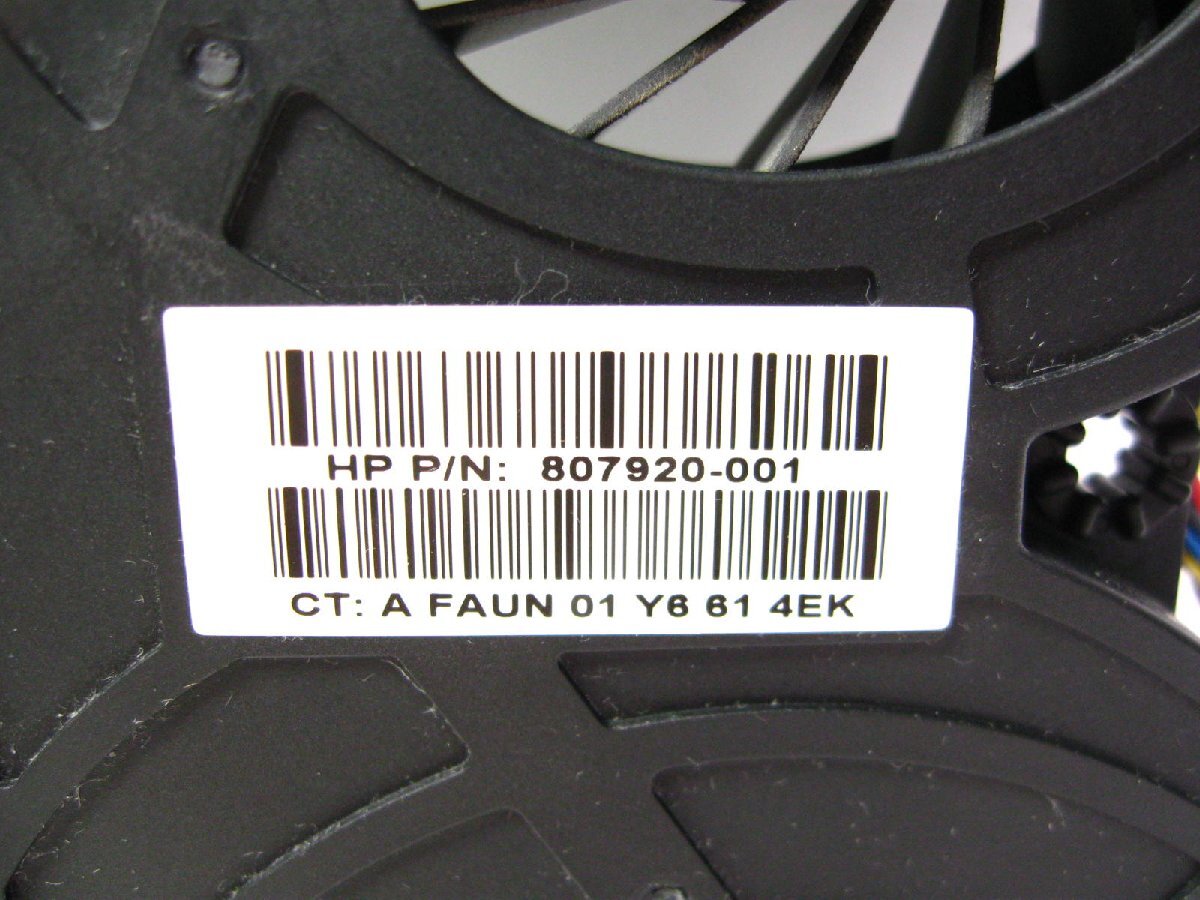 HP P/N: 807920-001
CT: A FAUN 01 Y6 61 4EK